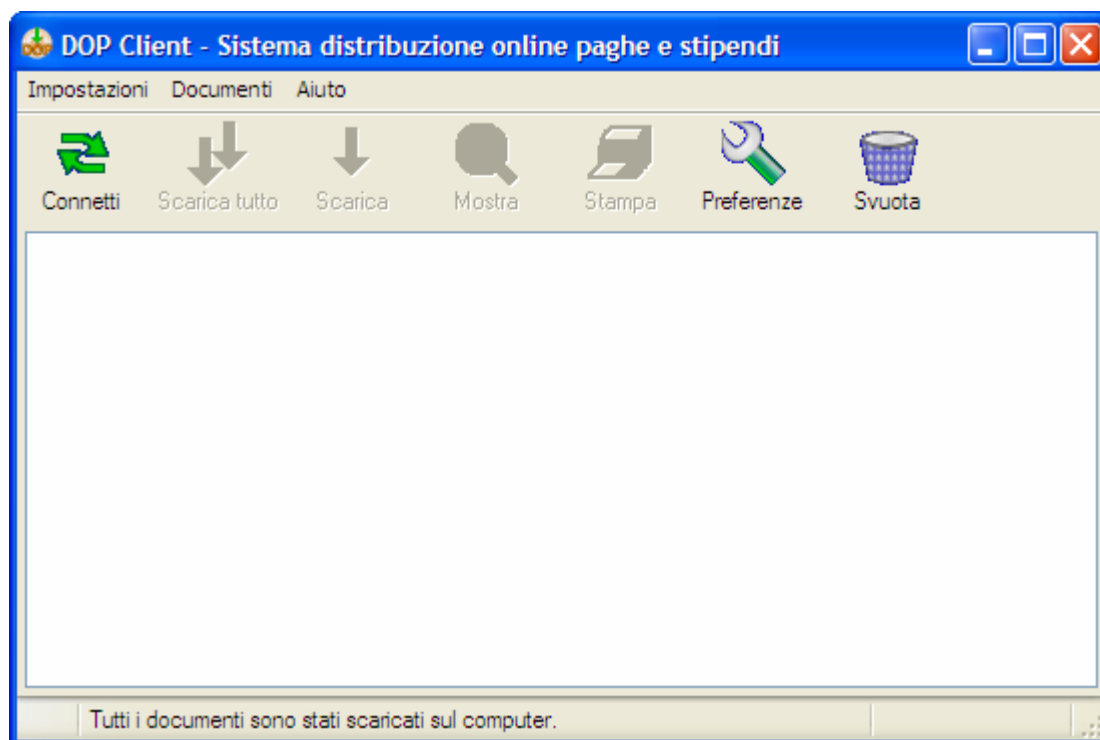 DOP Client - Sistema distribuzione online paghe e stipendi
Impostazioni Documenti Aiuto
Connetti Scarica tutto Scarica Mostra Stampa Preferenze Svuota
Tutti i documenti sono stati scaricati sul computer.